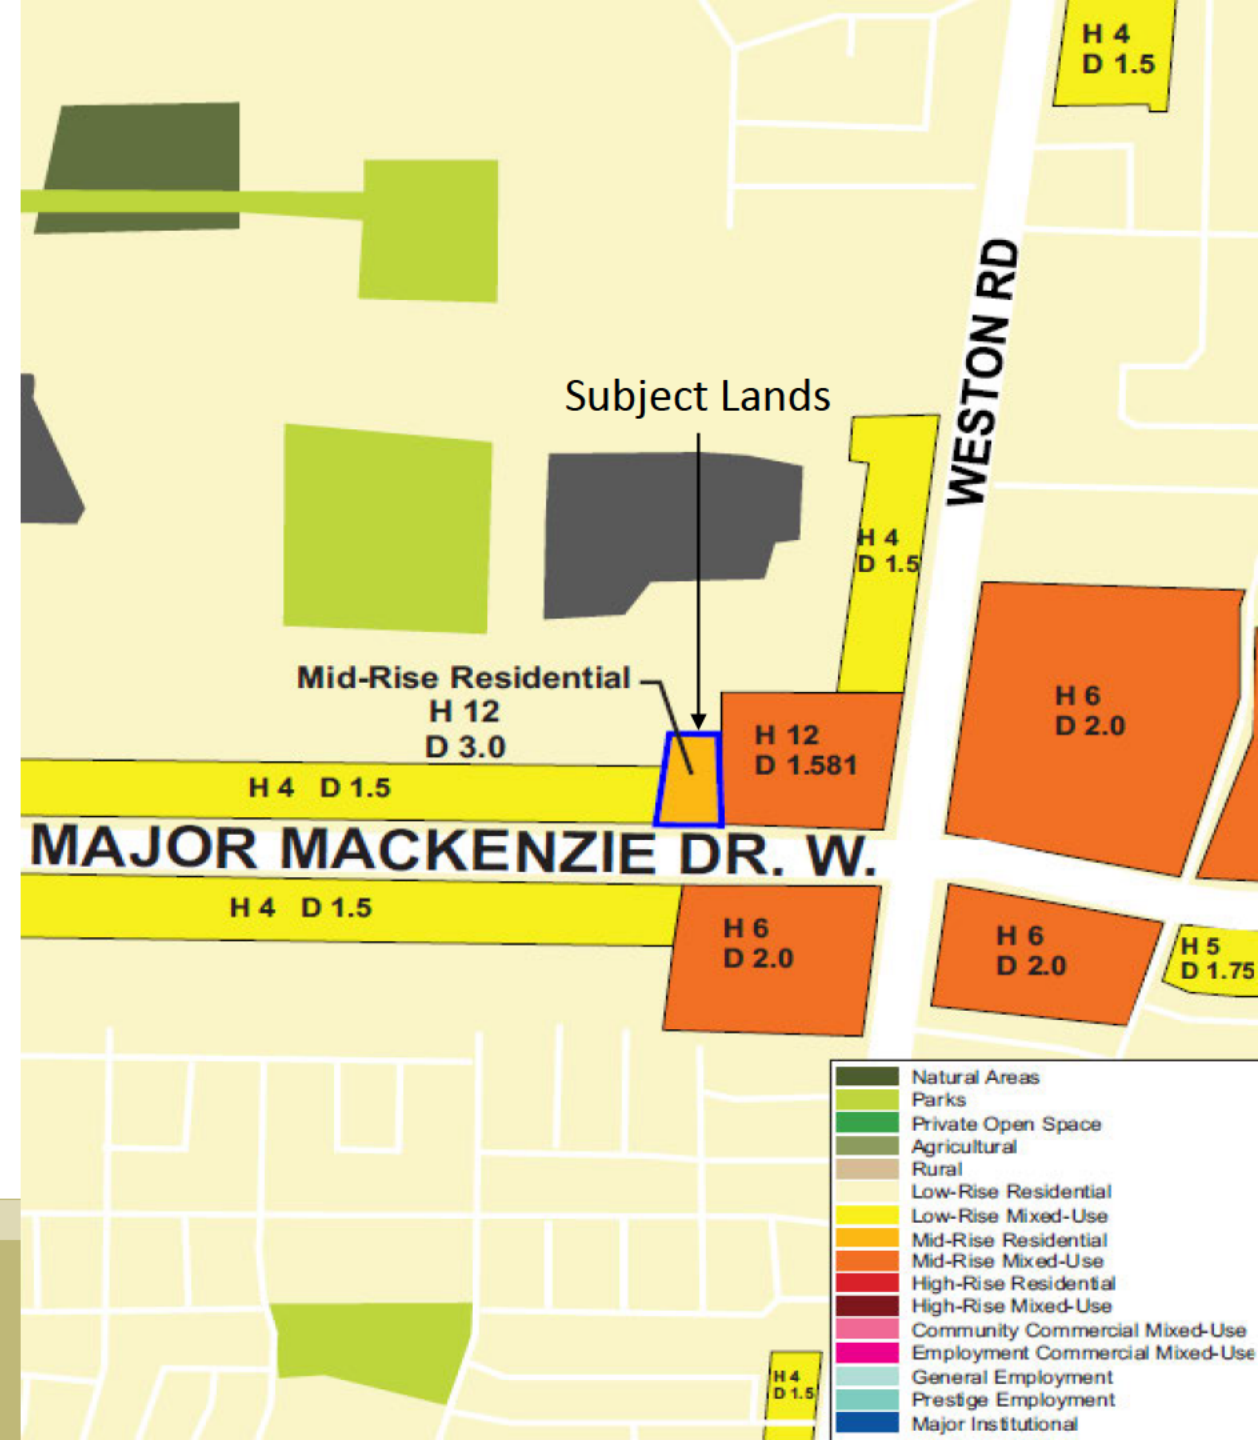 H 4
D 1.5
WESTON RD
Subject Lands
H 4
D 1.5
Mid-Rise Residential
H 12
D 3.0
H 12
D 1.581
H 6
D 2.0
H 4 D 1.5
MAJOR MACKENZIE DR. W.
H 4 D 1.5
H 6
D 2.0
H 6
D 2.0
H 5
D 1.75
Natural Areas
Parks
Private Open Space
Agricultural
Rural
Low-Rise Residential
Low-Rise Mixed-Use
Mid-Rise Residential
Mid-Rise Mixed-Use
High-Rise Residential
High-Rise Mixed-Use
Community Commercial Mixed-Use
Employment Commercial Mixed-Use
General Employment
Prestige Employment
Major Institutional
H 4
D 1.5